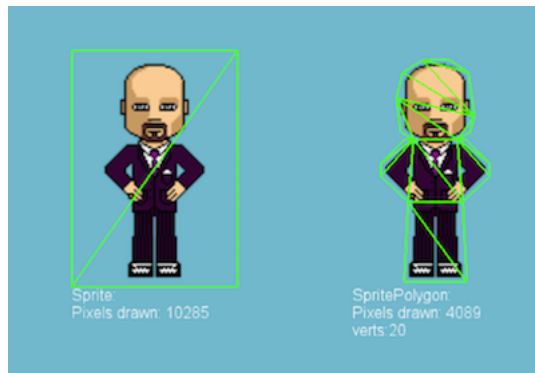 Sprite:
Pixels drawn: 10285
SpritePolygon:
Pixels drawn: 4089
verts:20